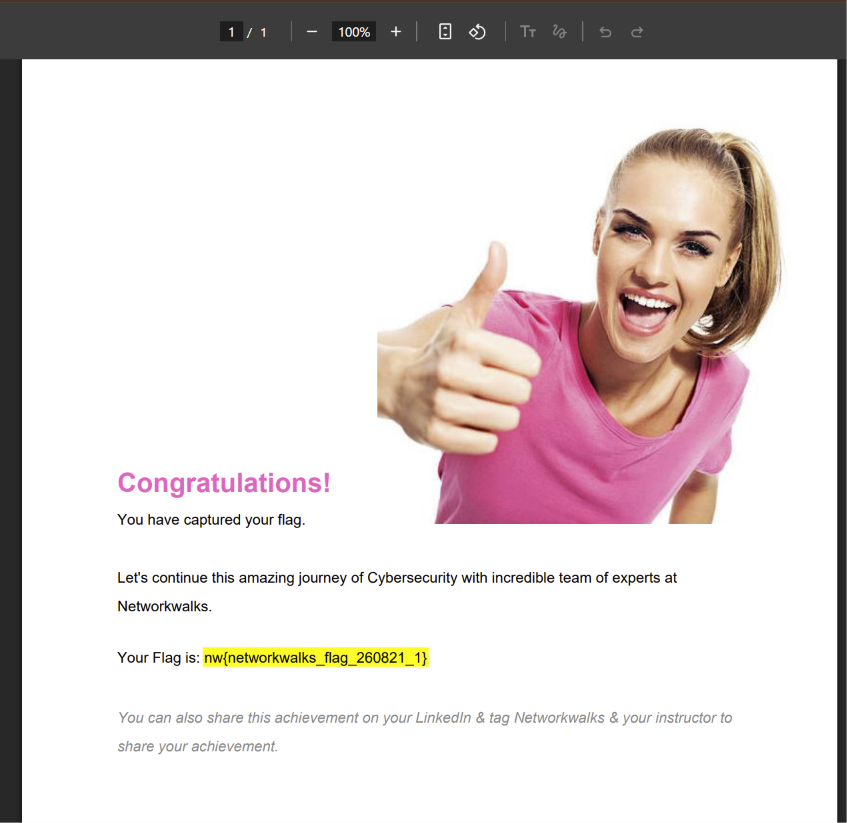 1 / 1
100%
Congratulations!
You have captured your flag.
Let's continue this amazing journey of Cybersecurity with incredible team of experts at
Networkwalks.
Your Flag is: nw{networkwalks_flag_260821_1}
You can also share this achievement on your LinkedIn & tag Networkwalks & your instructor to
share your achievement.